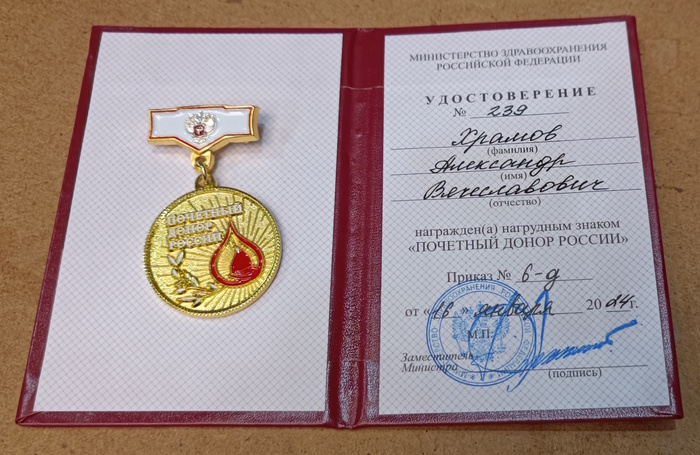 ПОЧЕТНЫЙ
ДОНОР
РОССИИ
МИНИСТЕРСТВО ЗДРАВООХРАНЕНИЯ
РОССИЙСКОЙ ФЕДЕРАЦИИ
УДОСТОВЕРЕНИЕ
№ 239
Храмов
(фамилия)
Александр
(имя)
Вячеславович
(отчество)
награжден(а) нагрудным знаком
«ПОЧЕТНЫЙ ДОНОР РОССИИ»
Приказ № 6-д
от «18» января 2024г.
М.П.
Заместитель
Министра
(подпись)